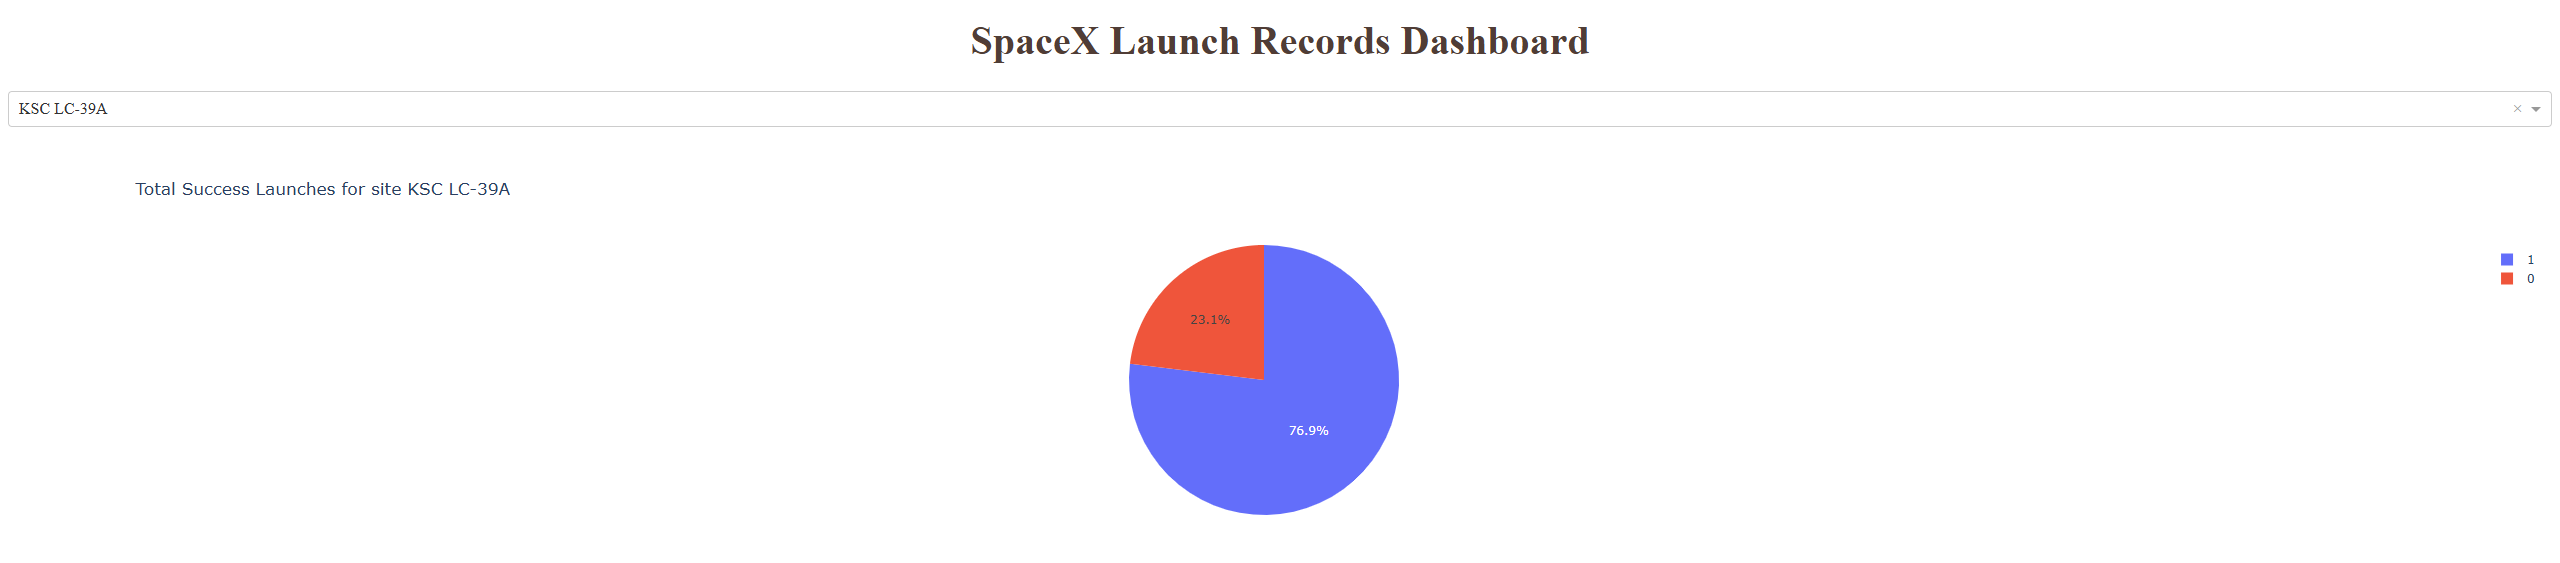 SpaceX Launch Records Dashboard
KSC LC-39A
×
Total Success Launches for site KSC LC-39A
1
0
23.1%
76.9%